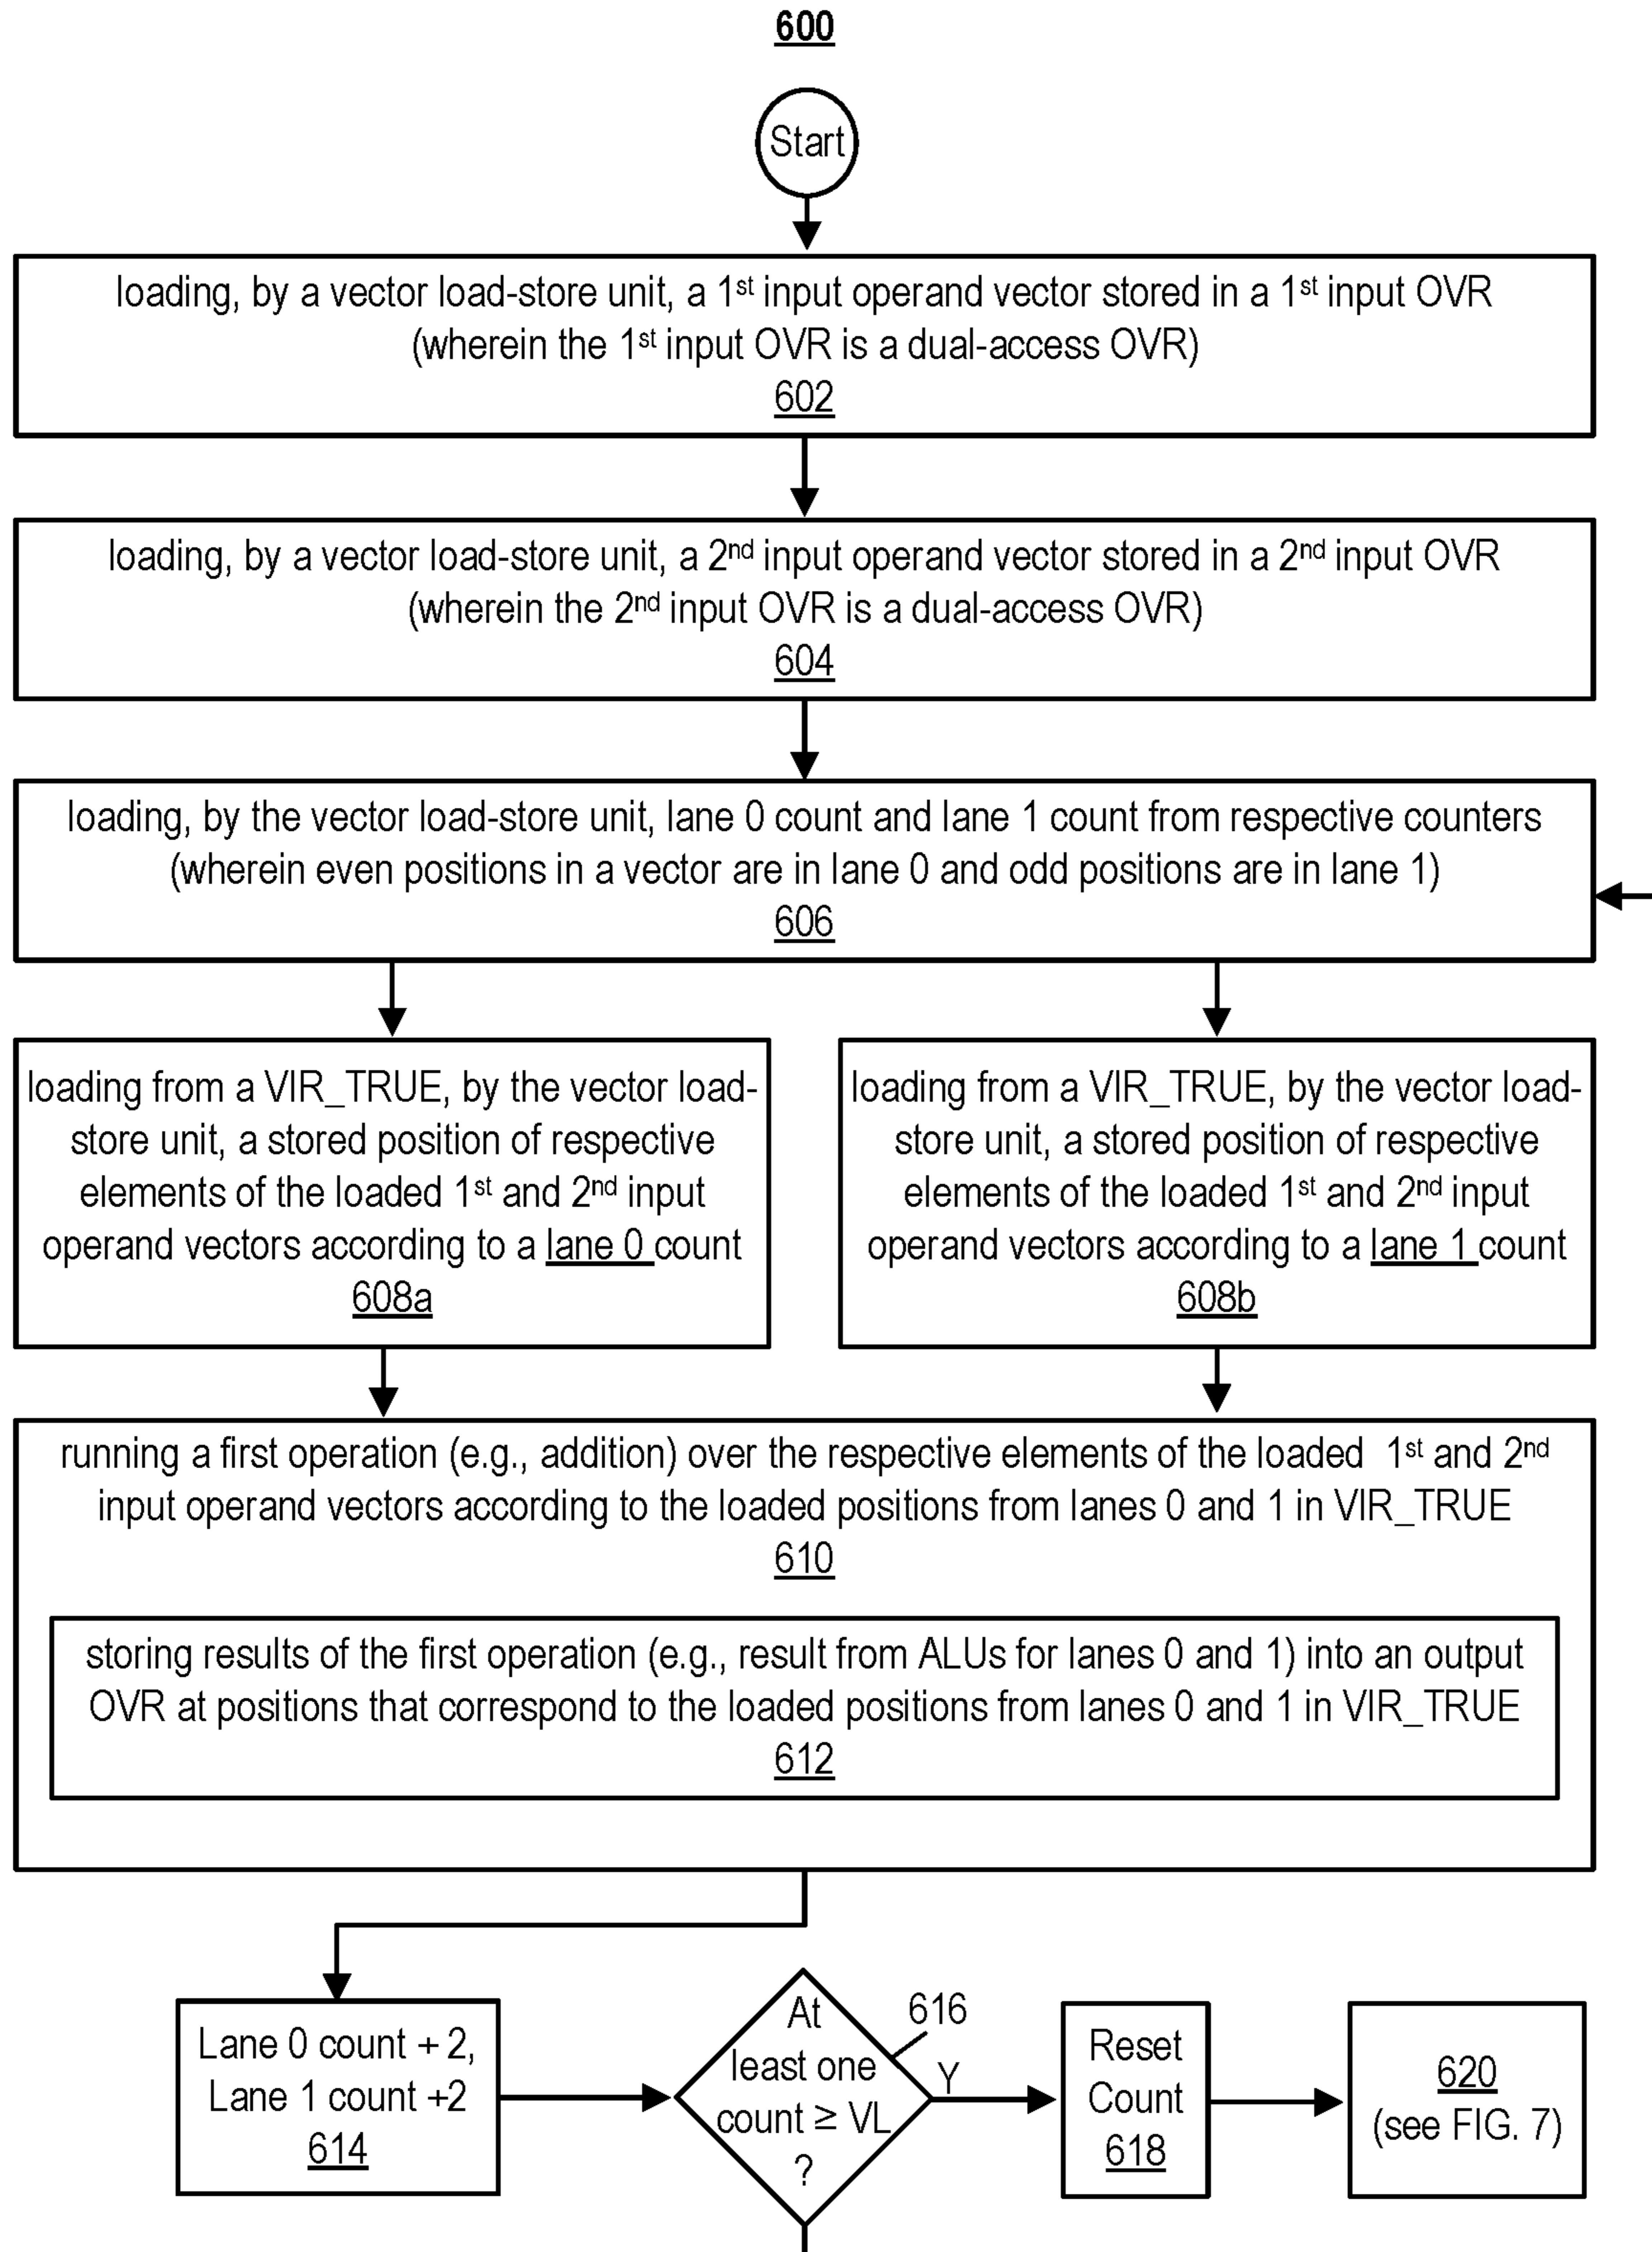 600
Start
loading, by a vector load-store unit, a 1st input operand vector stored in a 1st input OVR
(wherein the 1st input OVR is a dual-access OVR)
602
loading, by a vector load-store unit, a 2nd input operand vector stored in a 2nd input OVR
(wherein the 2nd input OVR is a dual-access OVR)
604
loading, by the vector load-store unit, lane 0 count and lane 1 count from respective counters
(wherein even positions in a vector are in lane 0 and odd positions are in lane 1)
606
loading from a VIR_TRUE, by the vector load-
store unit, a stored position of respective
elements of the loaded 1st and 2nd input
operand vectors according to a lane 0 count
608a
loading from a VIR_TRUE, by the vector load-
store unit, a stored position of respective
elements of the loaded 1st and 2nd input
operand vectors according to a lane 1 count
608b
running a first operation (e.g., addition) over the respective elements of the loaded 1st and 2nd
input operand vectors according to the loaded positions from lanes 0 and 1 in VIR_TRUE
610
storing results of the first operation (e.g., result from ALUs for lanes 0 and 1) into an output
OVR at positions that correspond to the loaded positions from lanes 0 and 1 in VIR_TRUE
612
Lane 0 count + 2,
Lane 1 count +2
614
At
least one
count ≥ VL
?
616
Y
Reset
Count
618
620
(see FIG. 7)